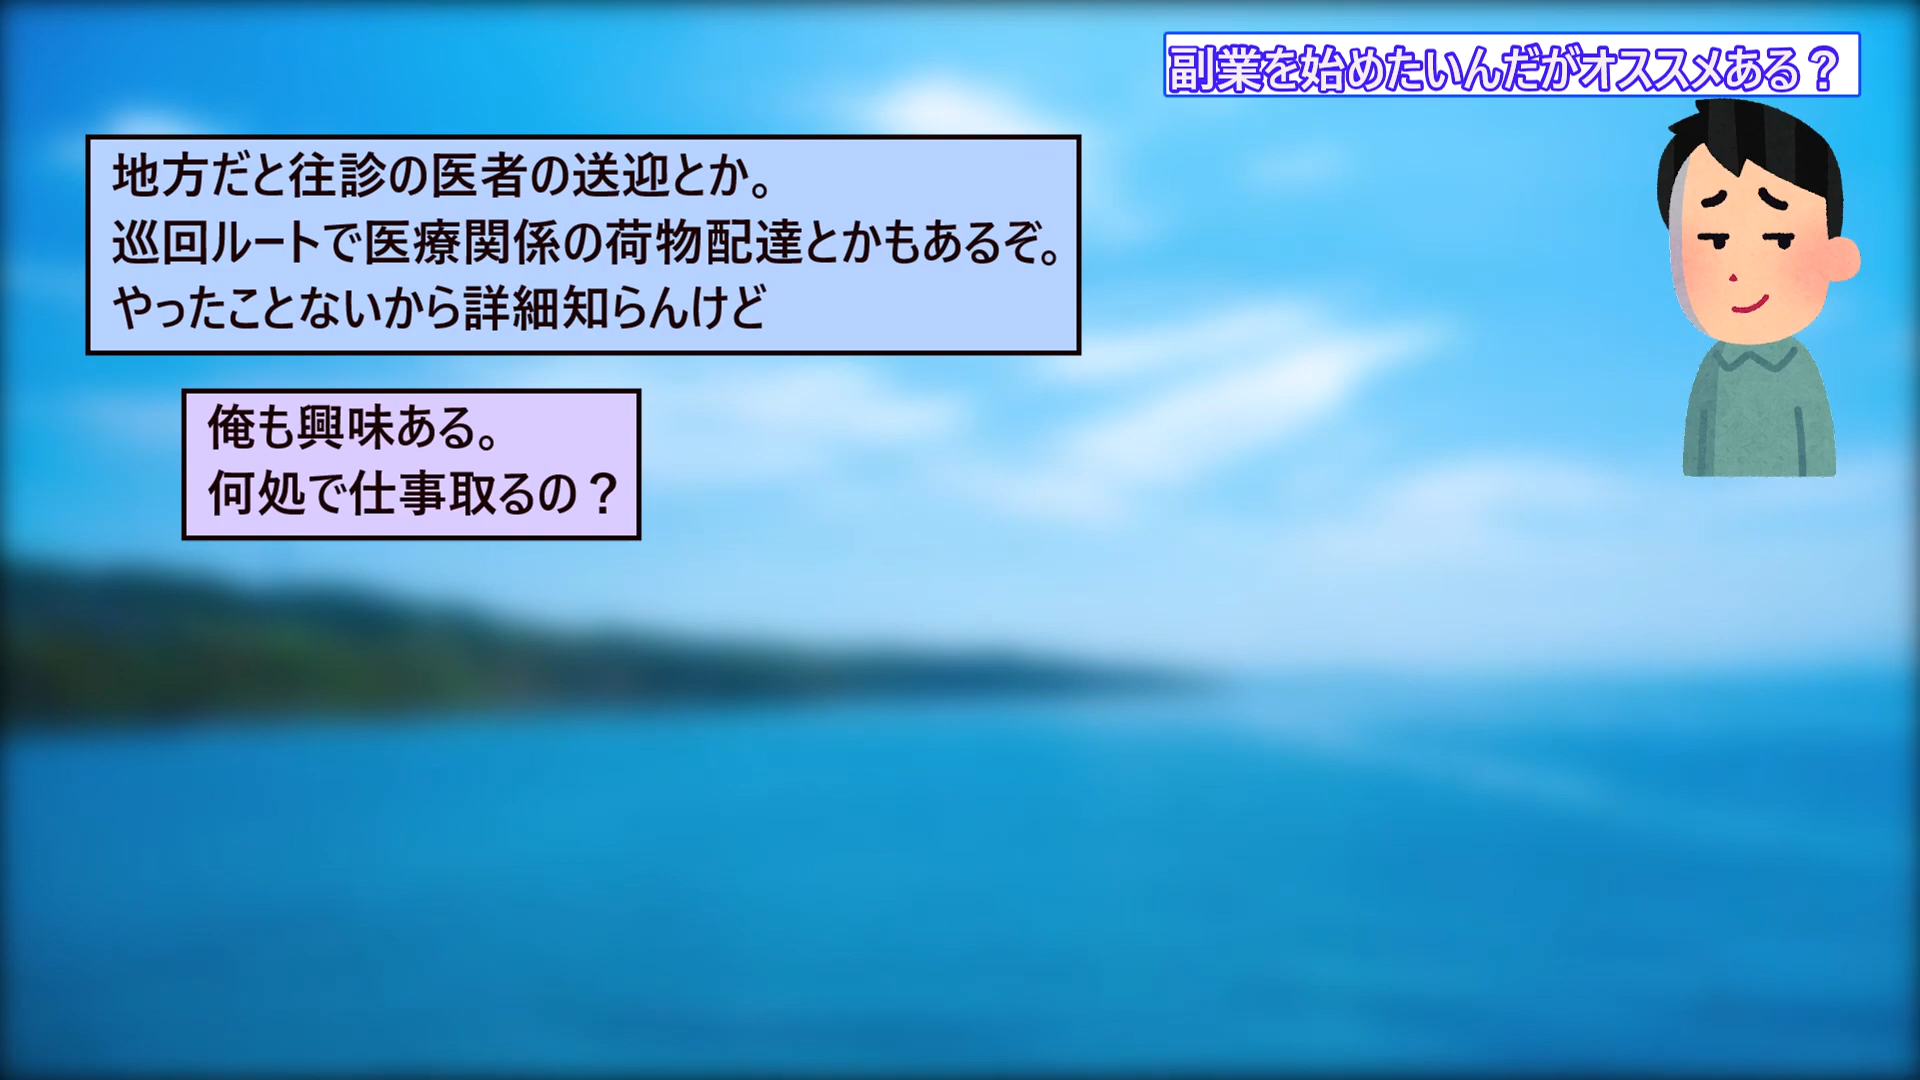 副業を始めたいんだがオススメある？
地方だと往診の医者の送迎とか。
巡回ルートで医療関係の荷物配達とかもあるぞ。
やったことないから詳細知らんけど
俺も興味ある。
何処で仕事取るの？